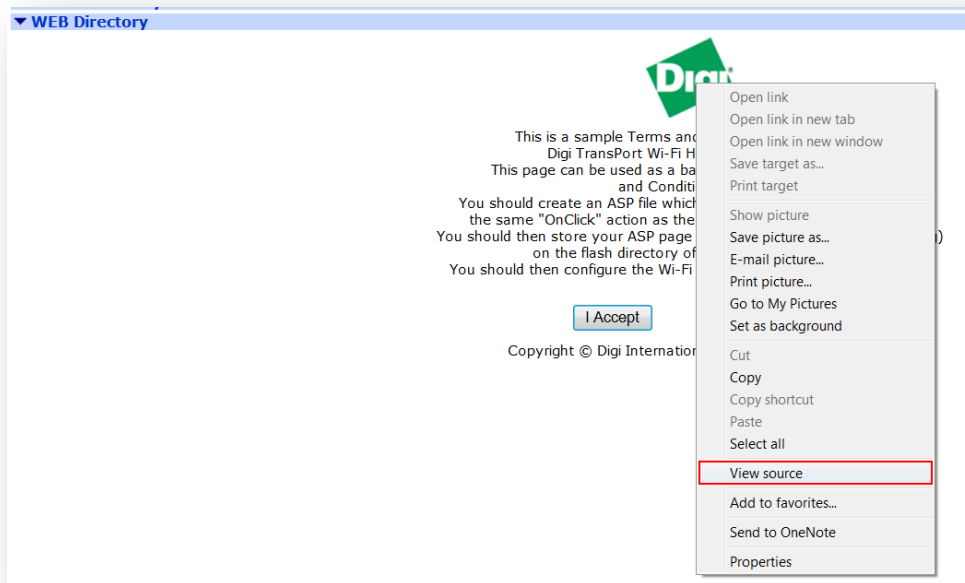 WEB Directory
Digi
This is a sample Terms and
Digi TransPort Wi-Fi H
This page can be used as a ba
and Conditi
You should create an ASP file which
the same "OnClick" action as the
You should then store your ASP page )
on the flash directory of
You should then configure the Wi-Fi
I Accept
Copyright © Digi Internation
Open link
Open link in new tab
Open link in new window
Save target as...
Print target
Show picture
Save picture as...
E-mail picture...
Print picture...
Go to My Pictures
Set as background
Cut
Copy
Copy shortcut
Paste
Select all
View source
Add to favorites...
Send to OneNote
Properties